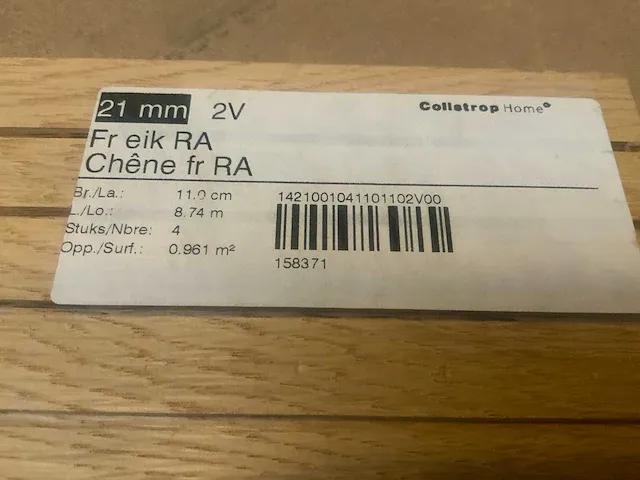 21 mm 2V Collstrop Home
Fr eik RA
Chêne fr RA
Br./La.: 11.0 cm 1421001041101102V00
L./Lo.: 8.74 m
Stuks/Nbre: 4
Opp./Surf.: 0.961 m²
158371